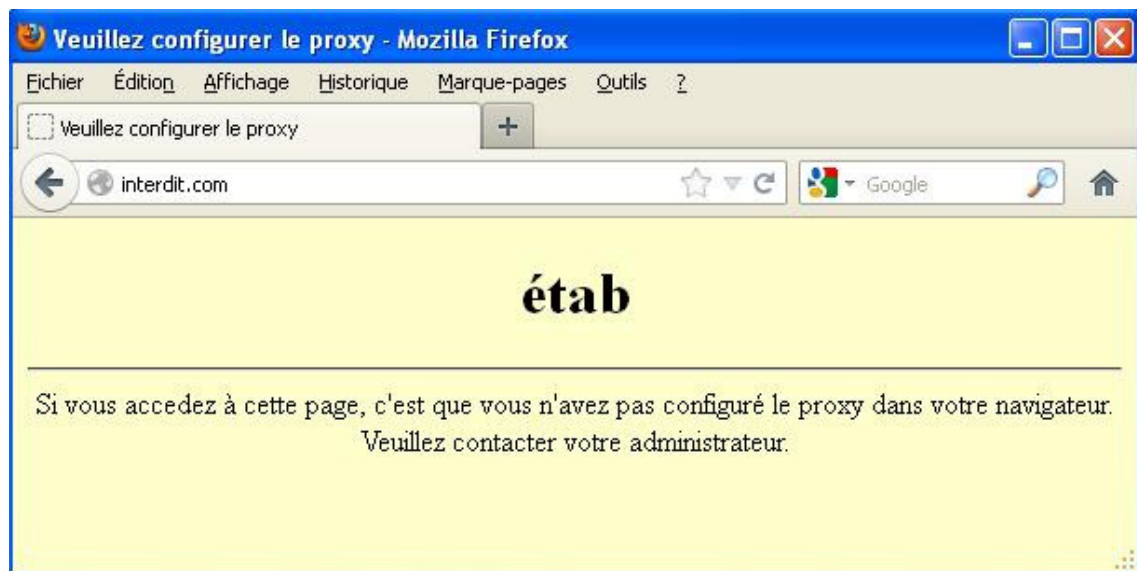 Veuillez configurer le proxy - Mozilla Firefox
Fichier Édition Affichage Historique Marque-pages Outils ?
Veuillez configurer le proxy
interdit.com Google
étab
Si vous accedez à cette page, c'est que vous n'avez pas configuré le proxy dans votre navigateur.
Veuillez contacter votre administrateur.